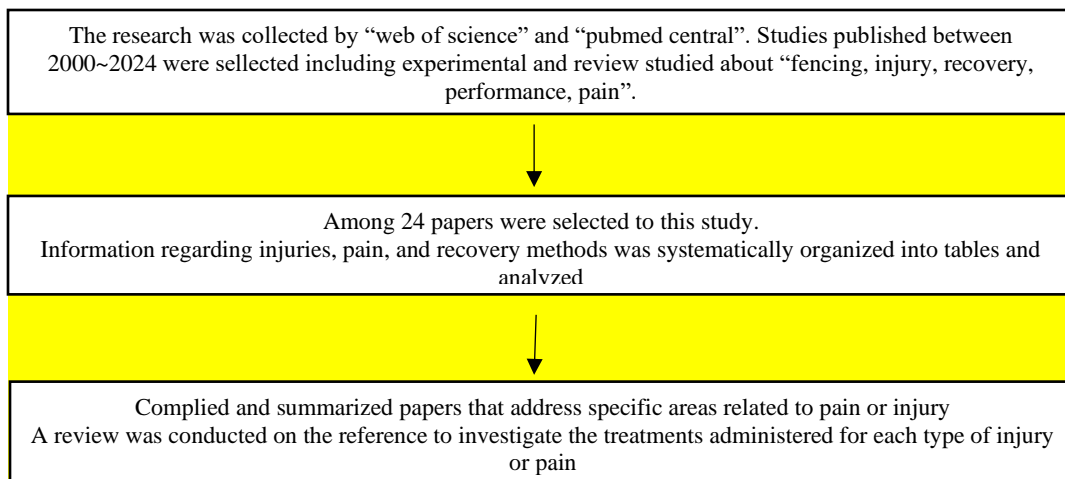 The research was collected by “web of science” and “pubmed central”. Studies published between
2000~2024 were sellected including experimental and review studied about “fencing, injury, recovery,
performance, pain”.
Among 24 papers were selected to this study.
Information regarding injuries, pain, and recovery methods was systematically organized into tables and
analyzed
Complied and summarized papers that address specific areas related to pain or injury
A review was conducted on the reference to investigate the treatments administered for each type of injury
or pain